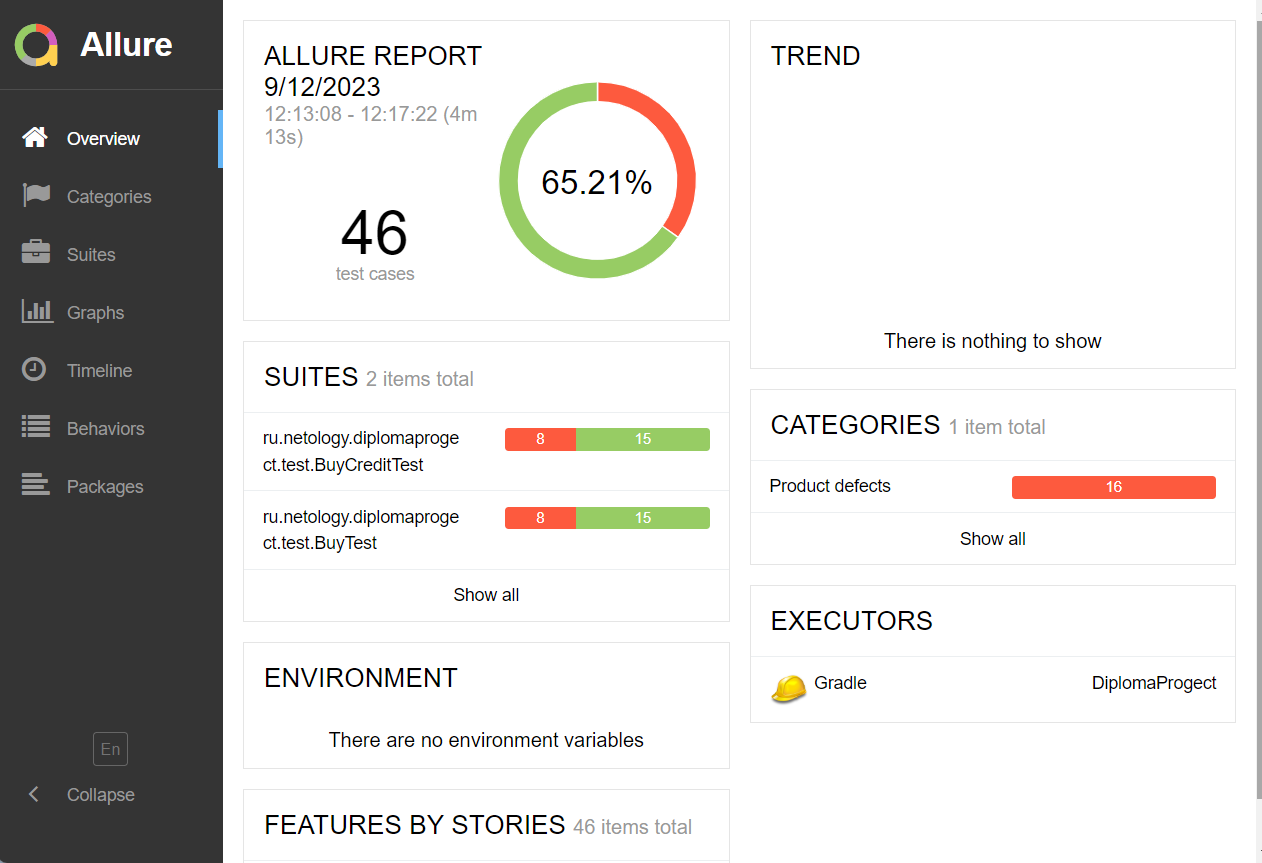 Allure
Overview
Categories
Suites
Graphs
Timeline
Behaviors
Packages
En
Collapse
ALLURE REPORT
9/12/2023
12:13:08 - 12:17:22 (4m
13s)
46
test cases
65.21%
SUITES 2 items total
ru.netology.diplomaproge
ct.test.BuyCreditTest
8 15
ru.netology.diplomaproge
ct.test.BuyTest
8 15
Show all
ENVIRONMENT
There are no environment variables
FEATURES BY STORIES 46 items total
TREND
There is nothing to show
CATEGORIES 1 item total
Product defects 16
Show all
EXECUTORS
Gradle DiplomaProgect